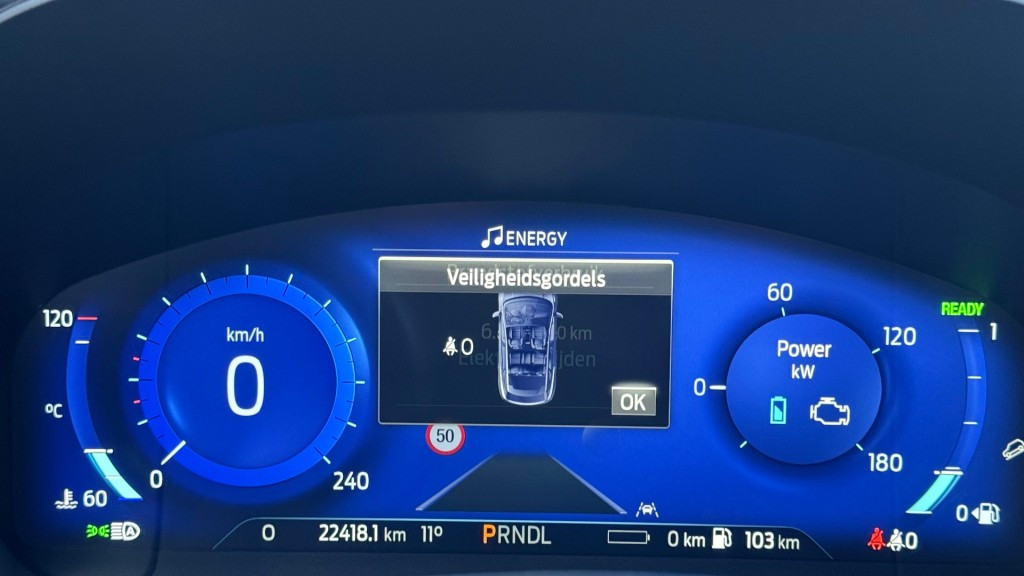 ENERGY
Veiligheidsgordels
0
OK
120
°C
60
km/h
0
0
240
50
60
0
120
180
Power
kW
READY
1
0
A
0
22418.1 km
11°
PRNDL
0 km
103 km
0